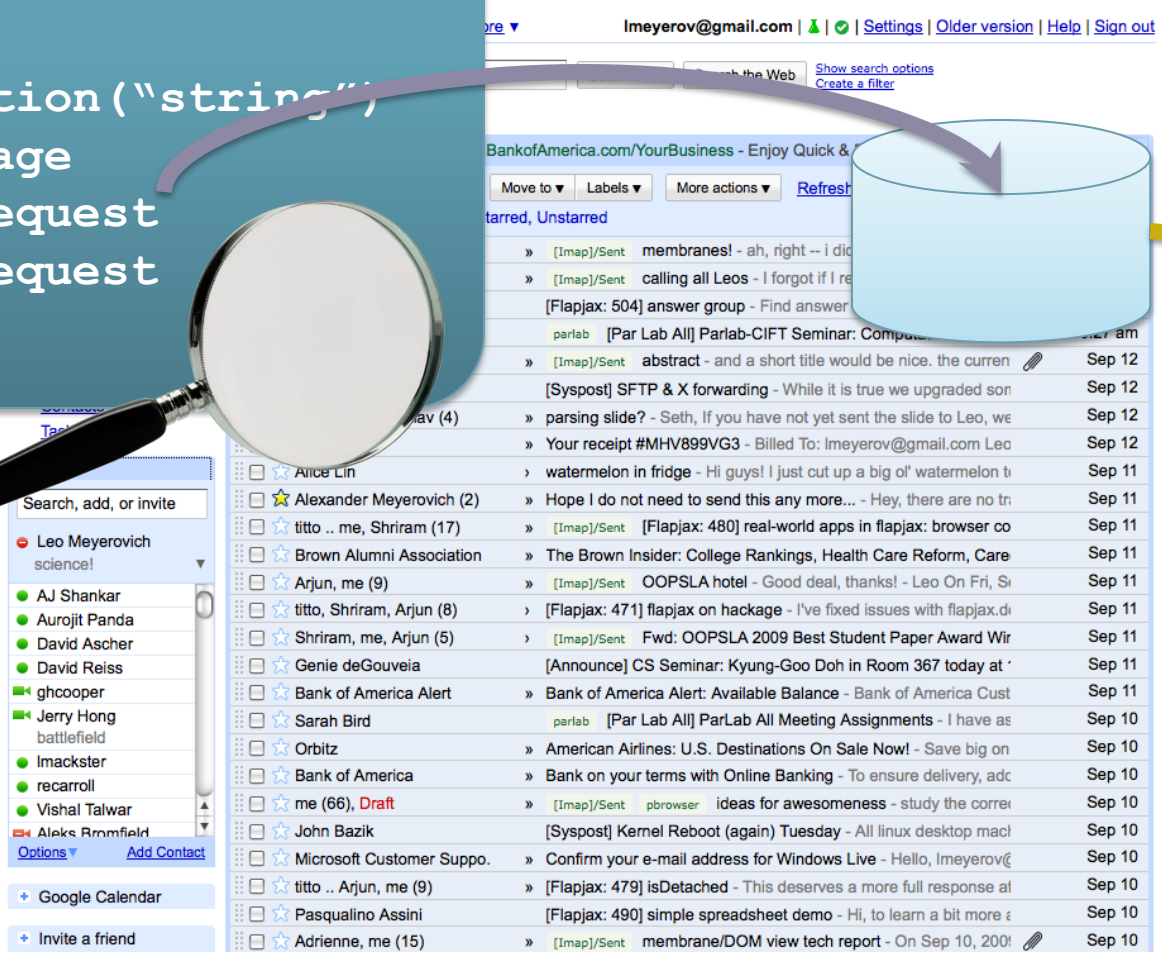 lmeyerov@gmail.com | | | Settings | Older version | Help | Sign out
the Web Show search options
Create a filter
tion(“string”)
age
equest
equest
BankofAmerica.com/YourBusiness - Enjoy Quick &
Move to ▼ Labels ▼ More actions ▼ Refresh
tarred, Unstarred
» [Imap]/Sent membranes! - ah, right -- i did
» [Imap]/Sent calling all Leos - I forgot if I re
[Flapjax: 504] answer group - Find answer
parlab [Par Lab All] Parlab-CIFT Seminar: am
» [Imap]/Sent abstract - and a short title would be nice. the curren Sep 12
[Syspost] SFTP & X forwarding - While it is true we upgraded som Sep 12
Contacts
av (4) » parsing slide? - Seth, If you have not yet sent the slide to Leo, we Sep 12
» Your receipt #MHV899VG3 - Billed To: lmeyerov@gmail.com Leo Sep 12
Alice Lin › watermelon in fridge - Hi guys! I just cut up a big ol' watermelon to Sep 11
Alexander Meyerovich (2) » Hope I do not need to send this any more... - Hey, there are no tra Sep 11
titto .. me, Shriram (17) » [Imap]/Sent [Flapjax: 480] real-world apps in flapjax: browser co Sep 11
Brown Alumni Association » The Brown Insider: College Rankings, Health Care Reform, Care Sep 11
Arjun, me (9) » [Imap]/Sent OOPSLA hotel - Good deal, thanks! - Leo On Fri, Se Sep 11
titto, Shriram, Arjun (8) › [Flapjax: 471] flapjax on hackage - I've fixed issues with flapjax.de Sep 11
Shriram, me, Arjun (5) › [Imap]/Sent Fwd: OOPSLA 2009 Best Student Paper Award Win Sep 11
Genie deGouveia [Announce] CS Seminar: Kyung-Goo Doh in Room 367 today at Sep 11
Bank of America Alert » Bank of America Alert: Available Balance - Bank of America Cust Sep 11
Sarah Bird parlab [Par Lab All] ParLab All Meeting Assignments - I have as Sep 10
Orbitz » American Airlines: U.S. Destinations On Sale Now! - Save big on Sep 10
Bank of America » Bank on your terms with Online Banking - To ensure delivery, add Sep 10
me (66), Draft » [Imap]/Sent pbrowser ideas for awesomeness - study the corre Sep 10
John Bazik [Syspost] Kernel Reboot (again) Tuesday - All linux desktop mach Sep 10
Microsoft Customer Suppo. » Confirm your e-mail address for Windows Live - Hello, lmeyerov@ Sep 10
titto .. Arjun, me (9) » [Flapjax: 479] isDetached - This deserves a more full response af Sep 10
Pasqualino Assini [Flapjax: 490] simple spreadsheet demo - Hi, to learn a bit more a Sep 10
Adrienne, me (15) » [Imap]/Sent membrane/DOM view tech report - On Sep 10, 2009 Sep 10
Search, add, or invite
Leo Meyerovich
science! ▼
AJ Shankar
Aurojit Panda
David Ascher
David Reiss
ghcooper
Jerry Hong
battlefield
lmackster
recarroll
Vishal Talwar
Aleks Bromfield
Options ▼ Add Contact
Google Calendar
Invite a friend